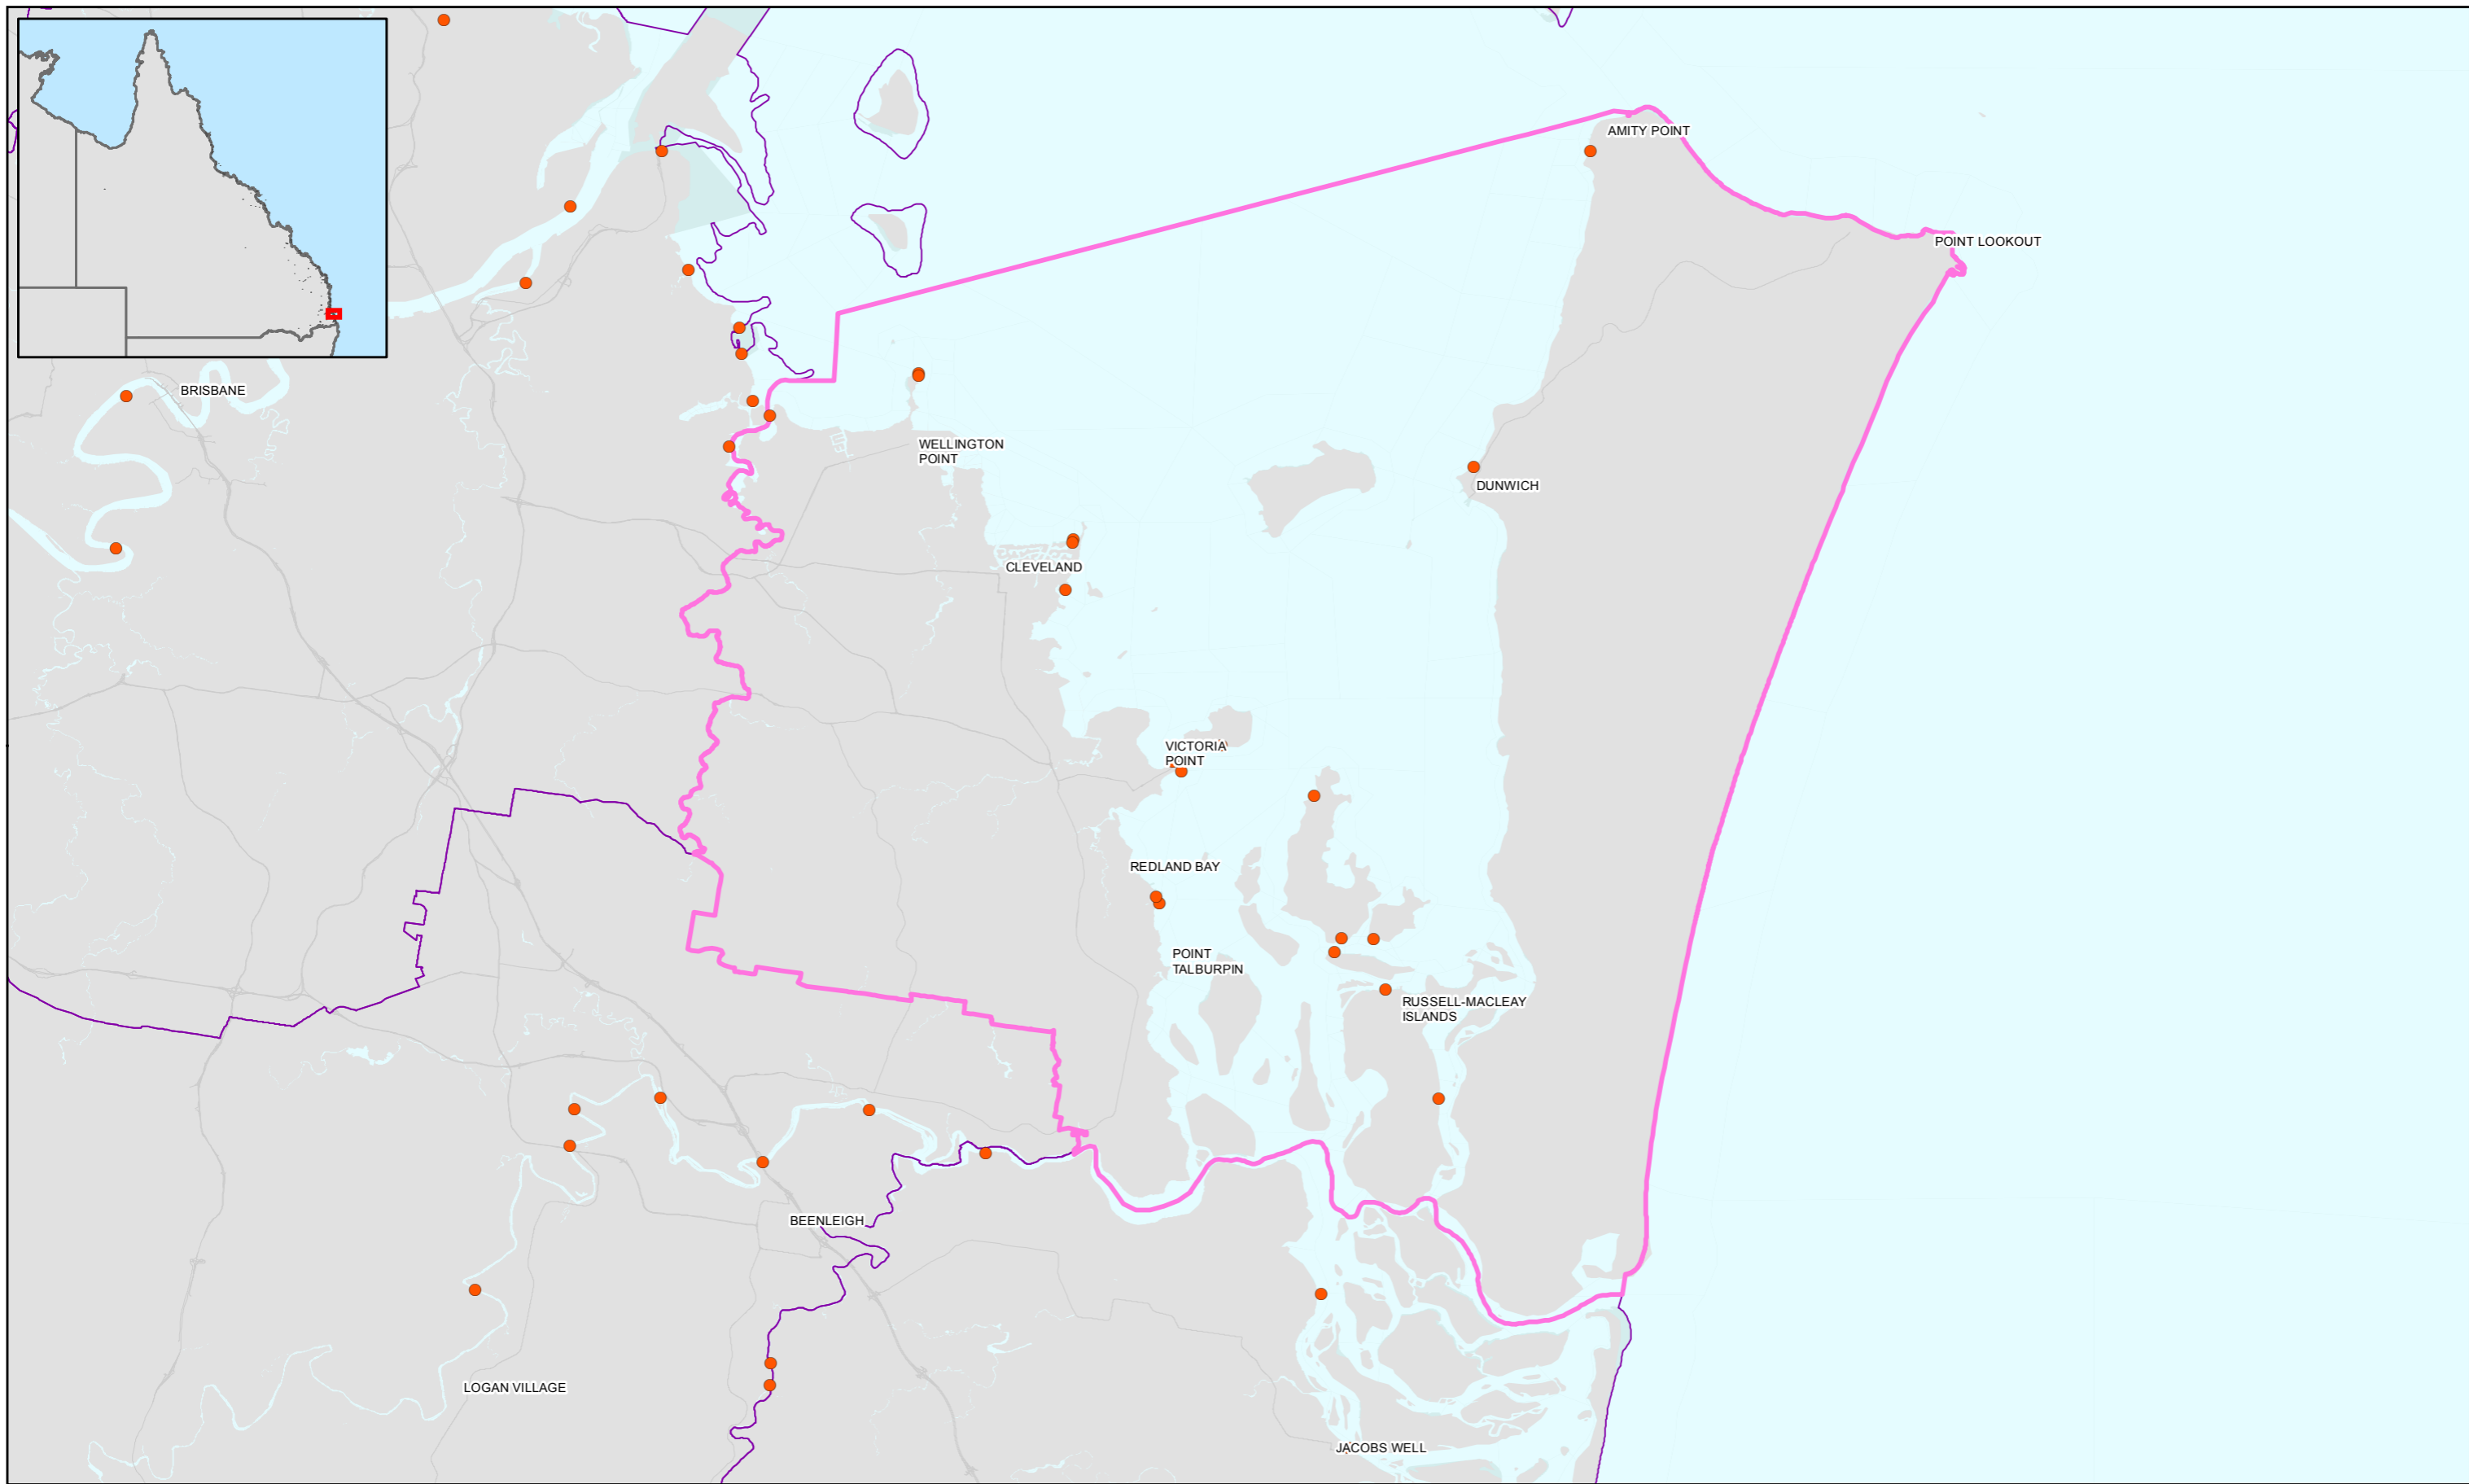 AMITY POINT
POINT LOOKOUT
BRISBANE
WELLINGTON
POINT
DUNWICH
CLEVELAND
VICTORIA
POINT
REDLAND BAY
POINT
TALBURPIN
RUSSELL-MACLEAY
ISLANDS
BEENLEIGH
LOGAN VILLAGE
JACOBS WELL